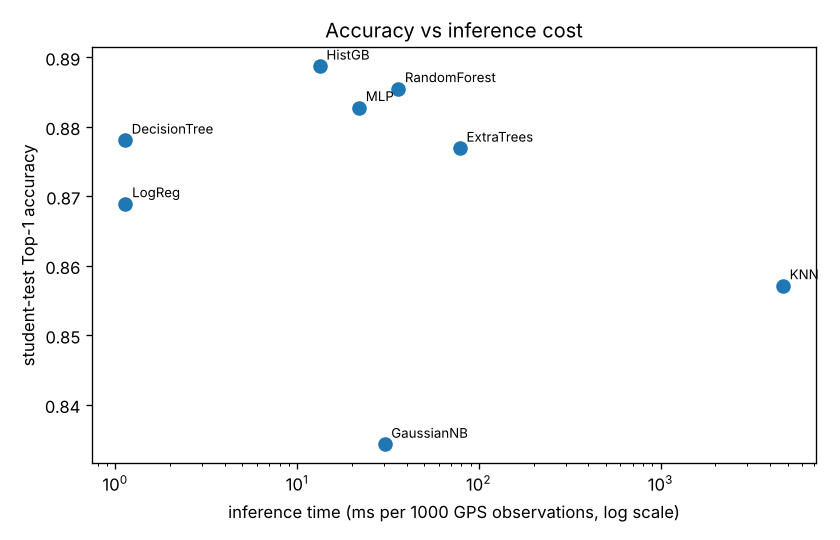 Accuracy vs inference cost
0.89
0.88
0.87
0.86
0.85
0.84
student-test Top-1 accuracy
HistGB
RandomForest
MLP
DecisionTree
ExtraTrees
LogReg
KNN
GaussianNB
10⁰
10¹
10²
10³
inference time (ms per 1000 GPS observations, log scale)